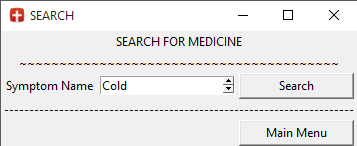 SEARCH
SEARCH FOR MEDICINE
~~~~~~~~~~~~~~~~~~~~~~~~~~~~~~~~~~~~~~~~
Symptom Name Cold Search
------------------------------------------------------------
Main Menu